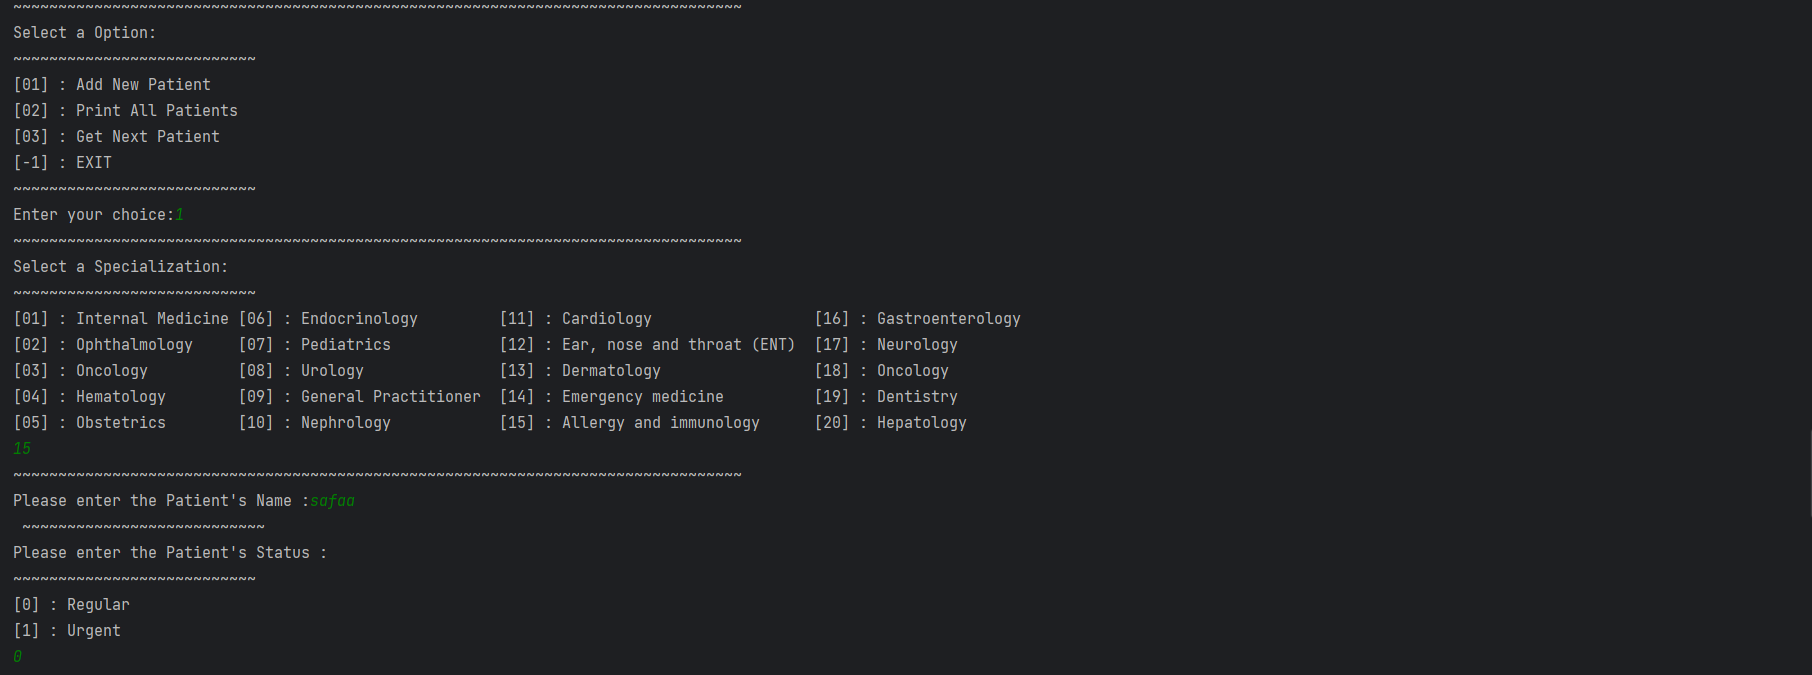 ~~~~~~~~~~~~~~~~~~~~~~~~~~~~~~~~~~~~~~~~~~~~~~~~~~~~~~~~~~~~~~~~~~~~~~~~~~~~~~~~~
Select a Option:
~~~~~~~~~~~~~~~~~~~~~~~~~~~
[01] : Add New Patient
[02] : Print All Patients
[03] : Get Next Patient
[-1] : EXIT
~~~~~~~~~~~~~~~~~~~~~~~~~~~
Enter your choice:1
~~~~~~~~~~~~~~~~~~~~~~~~~~~~~~~~~~~~~~~~~~~~~~~~~~~~~~~~~~~~~~~~~~~~~~~~~~~~~~~~~
Select a Specialization:
~~~~~~~~~~~~~~~~~~~~~~~~~~~
[01] : Internal Medicine [06] : Endocrinology         [11] : Cardiology                  [16] : Gastroenterology
[02] : Ophthalmology     [07] : Pediatrics            [12] : Ear, nose and throat (ENT)  [17] : Neurology
[03] : Oncology          [08] : Urology               [13] : Dermatology                 [18] : Oncology
[04] : Hematology        [09] : General Practitioner  [14] : Emergency medicine          [19] : Dentistry
[05] : Obstetrics        [10] : Nephrology            [15] : Allergy and immunology      [20] : Hepatology
15
~~~~~~~~~~~~~~~~~~~~~~~~~~~~~~~~~~~~~~~~~~~~~~~~~~~~~~~~~~~~~~~~~~~~~~~~~~~~~~~~~
Please enter the Patient's Name :safaa
 ~~~~~~~~~~~~~~~~~~~~~~~~~~~
Please enter the Patient's Status :
~~~~~~~~~~~~~~~~~~~~~~~~~~~
[0] : Regular
[1] : Urgent
0